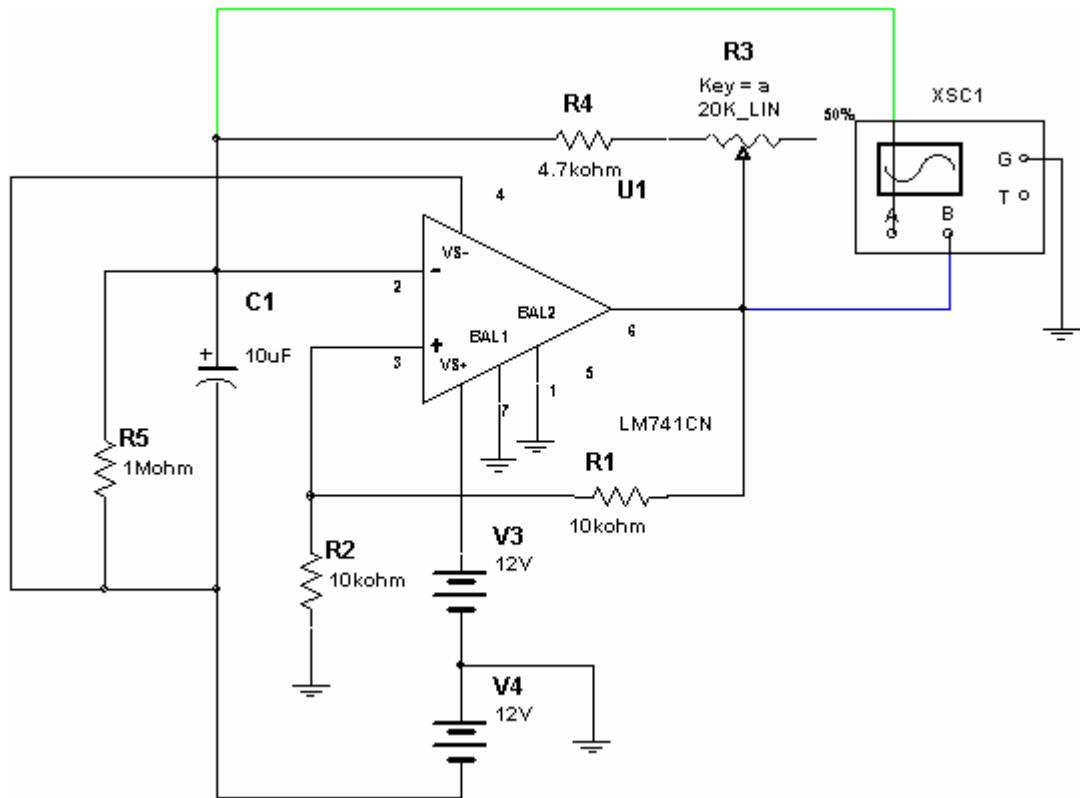 R3
Key = a
20K_LIN
50%
XSC1
R4
4.7kohm
U1
G
T
A
B
4
VS-
-
2
BAL2
BAL1
6
+
3
VS+
5
1
7
LM741CN
C1
+
10uF
R5
1Mohm
R1
10kohm
R2
10kohm
V3
12V
V4
12V